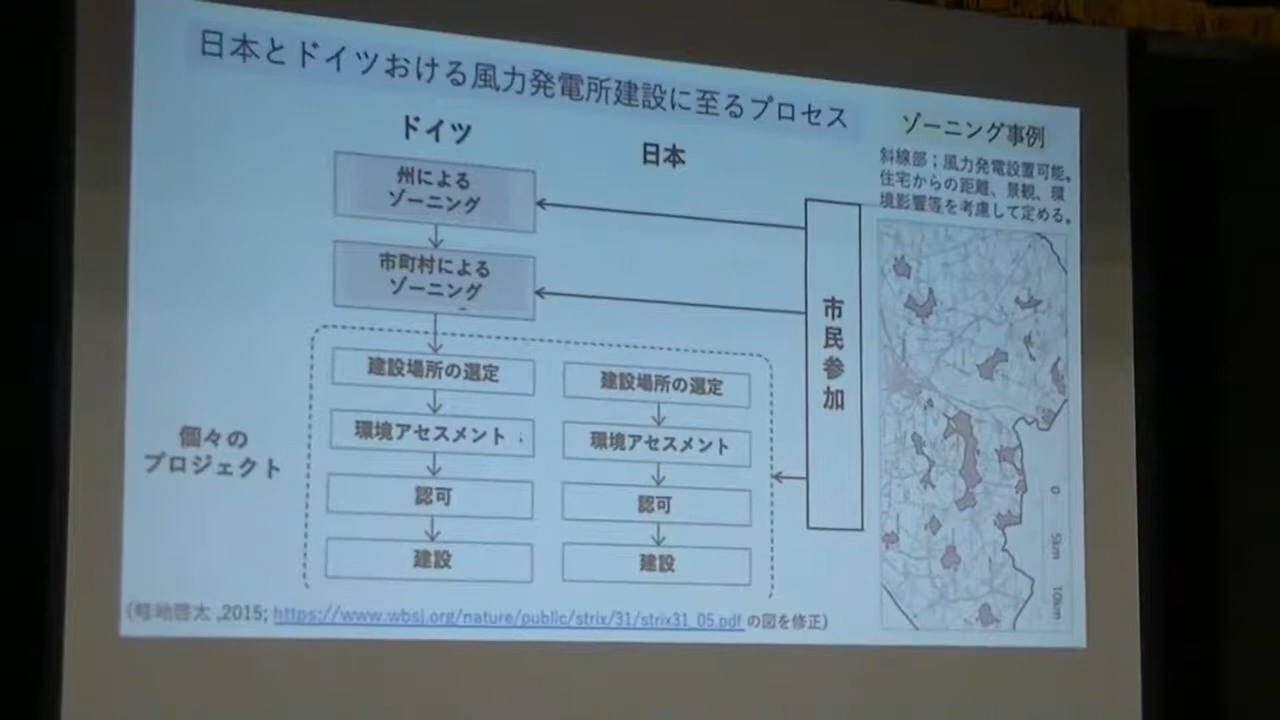 日本とドイツおける風力発電所建設に至るプロセス
ドイツ
日本
ゾーニング事例
斜線部；風力発電設置可能。
住宅からの距離、景観、環
境影響等を考慮して定める。
州による
ゾーニング
市町村による
ゾーニング
市民参加
個々の
プロジェクト
建設場所の選定
環境アセスメント
認可
建設
建設場所の選定
環境アセスメント
認可
建設
0 5km 10km
(畦地啓太 ,2015; https://www.wbsj.org/nature/public/strix/31/strix31_05.pdf の図を修正)